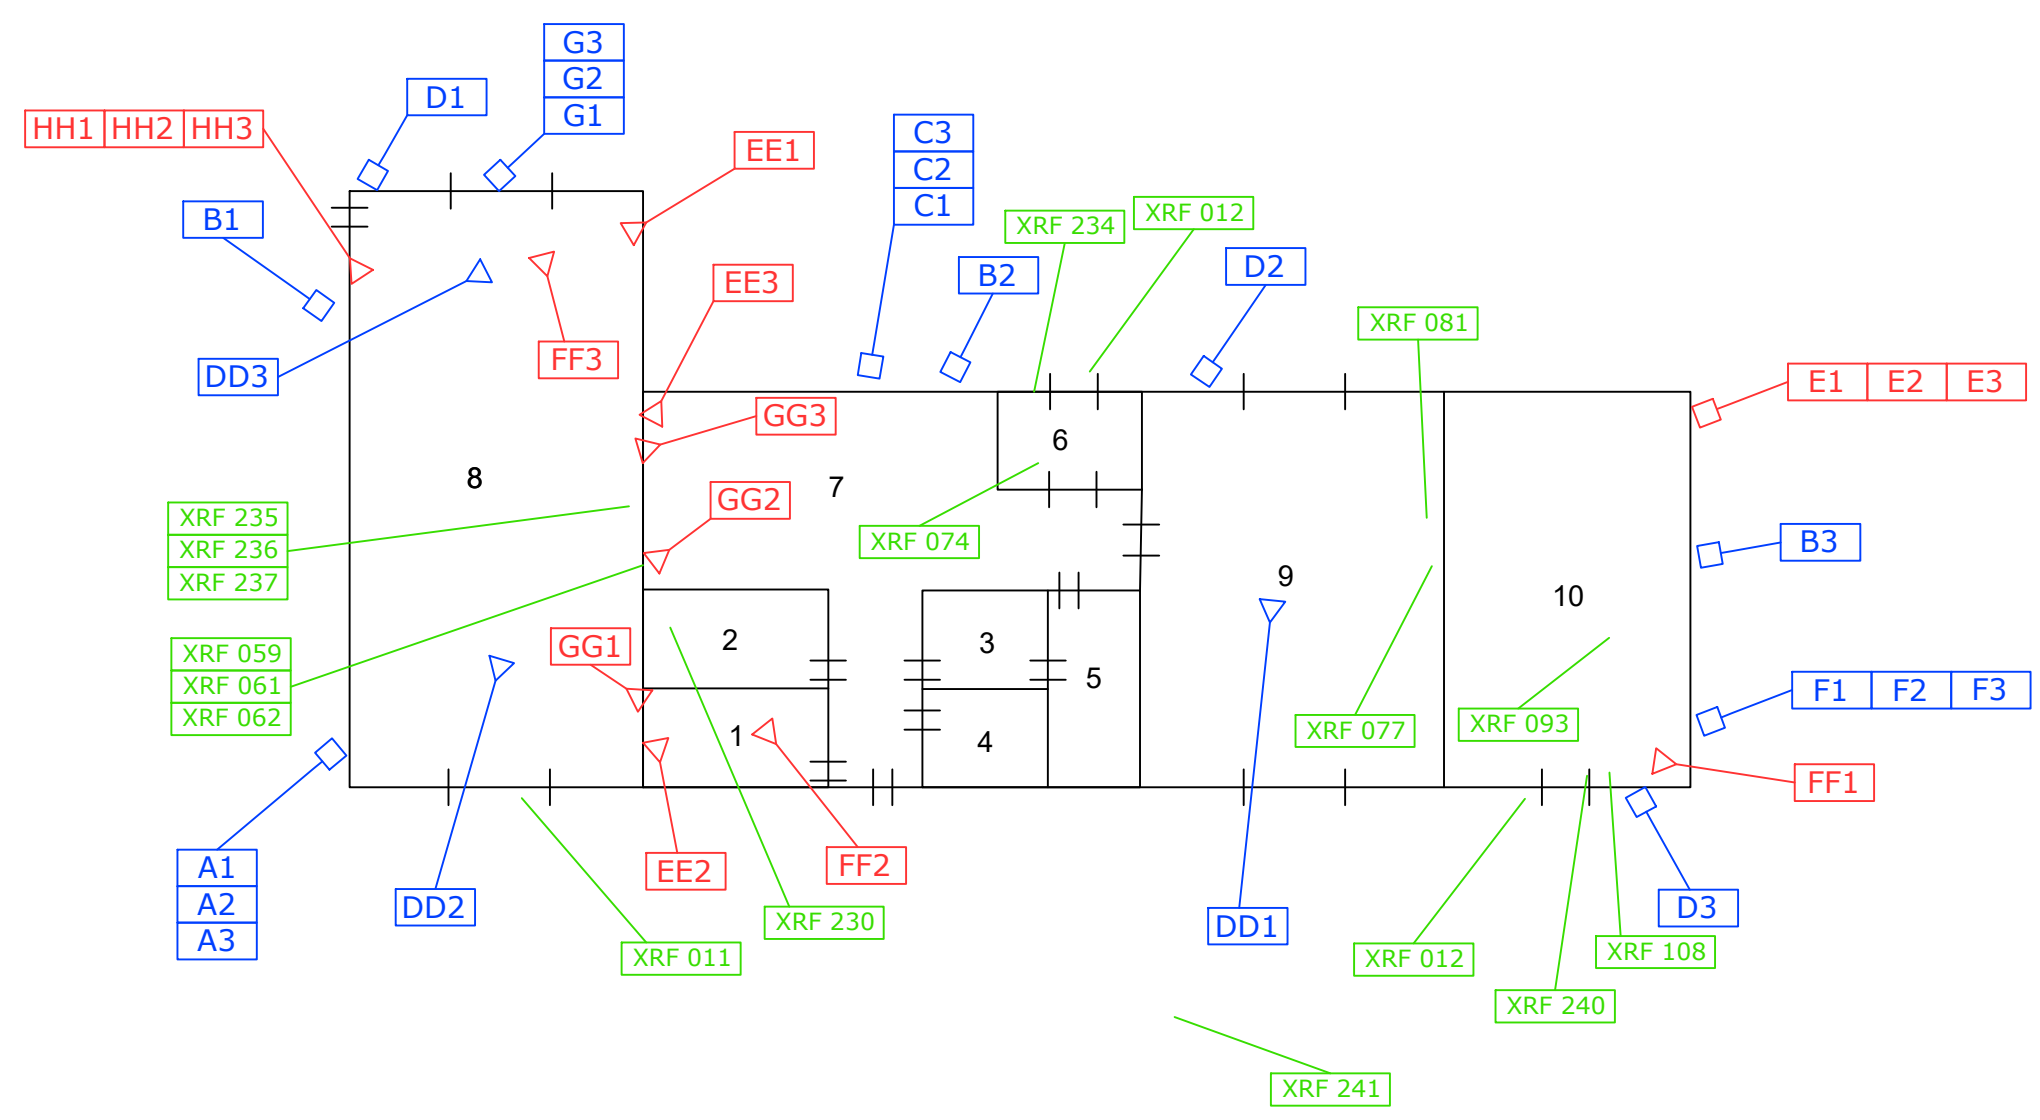 G3
G2
G1
D1
HH1 HH2 HH3
EE1
C3
C2
C1
B1
XRF 234
XRF 012
D2
B2
EE3
XRF 081
FF3
DD3
E1 E2 E3
GG3
6
8
7
GG2
XRF 235
XRF 236
XRF 237
XRF 074
B3
9
10
2
3
GG1
XRF 059
XRF 061
XRF 062
5
F1 F2 F3
XRF 077
XRF 093
1
4
FF1
A1
A2
A3
EE2
FF2
DD2
XRF 230
DD1
D3
XRF 011
XRF 012
XRF 108
XRF 240
XRF 241